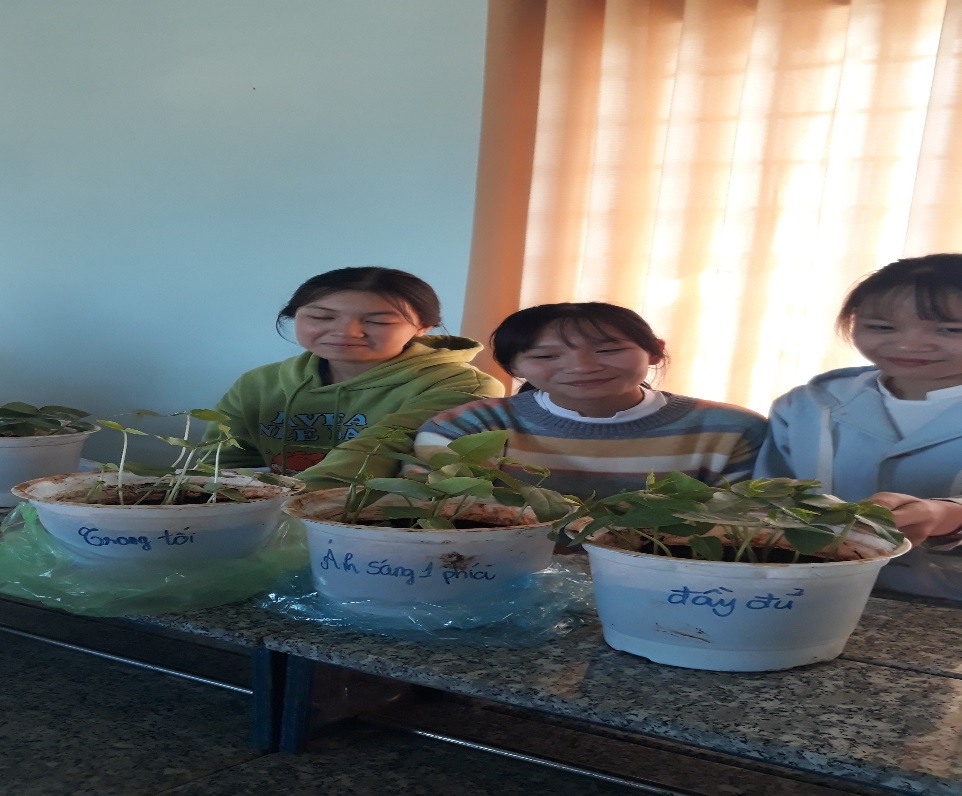 Trong tối
Ánh sáng 1 phía
đầy đủ